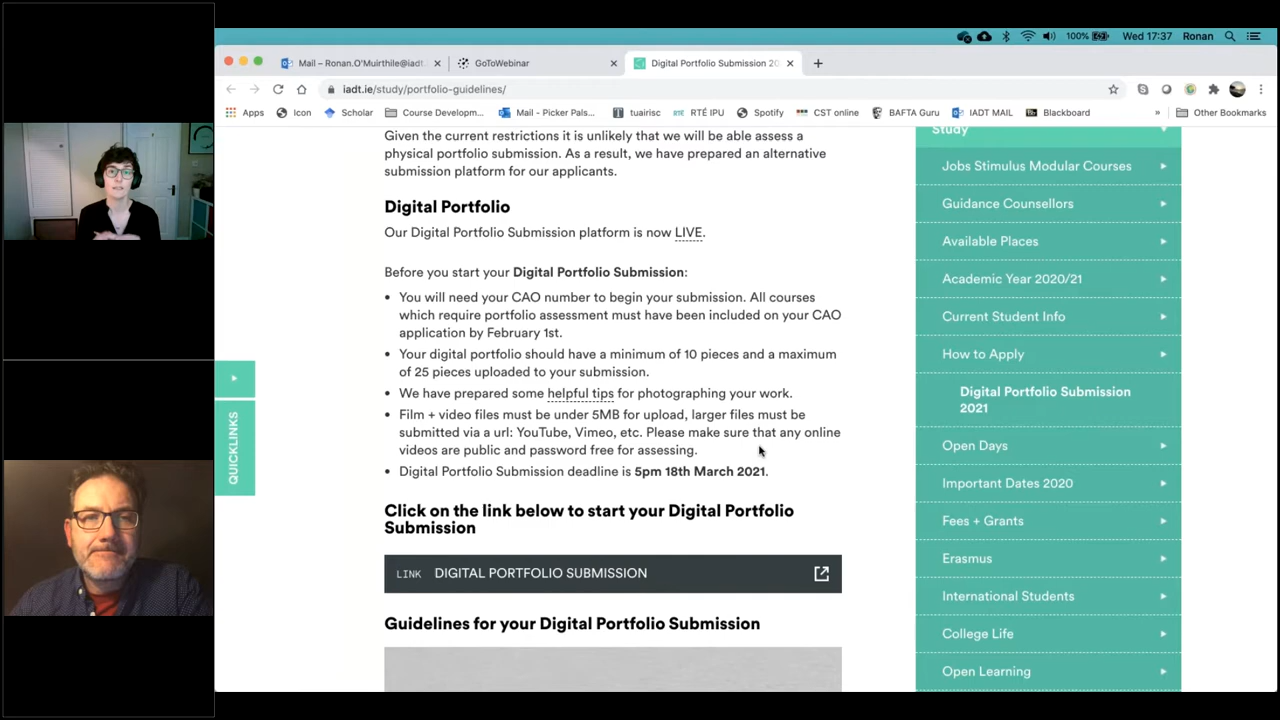 100%
Wed 17:37
Ronan
Mail – Ronan.O'Muirthile@iadt.
GoToWebinar
Digital Portfolio Submission 20
iadt.ie/study/portfolio-guidelines/
Apps
Icon
Scholar
Course Developm...
Mail - Picker Pals...
tuairisc
RTÉ IPU
Spotify
CST online
BAFTA Guru
IADT MAIL
Blackboard
»
Other Bookmarks
Given the current restrictions it is unlikely that we will be able assess a
physical portfolio submission. As a result, we have prepared an alternative
submission platform for our applicants.
Digital Portfolio
Our Digital Portfolio Submission platform is now LIVE.
Before you start your Digital Portfolio Submission:
• You will need your CAO number to begin your submission. All courses
which require portfolio assessment must have been included on your CAO
application by February 1st.
• Your digital portfolio should have a minimum of 10 pieces and a maximum
of 25 pieces uploaded to your submission.
• We have prepared some helpful tips for photographing your work.
• Film + video files must be under 5MB for upload, larger files must be
submitted via a url: YouTube, Vimeo, etc. Please make sure that any online
videos are public and password free for assessing.
• Digital Portfolio Submission deadline is 5pm 18th March 2021.
Click on the link below to start your Digital Portfolio
Submission
LINK DIGITAL PORTFOLIO SUBMISSION
Guidelines for your Digital Portfolio Submission
QUICKLINKS
Study
Jobs Stimulus Modular Courses
Guidance Counsellors
Available Places
Academic Year 2020/21
Current Student Info
How to Apply
Digital Portfolio Submission
2021
Open Days
Important Dates 2020
Fees + Grants
Erasmus
International Students
College Life
Open Learning